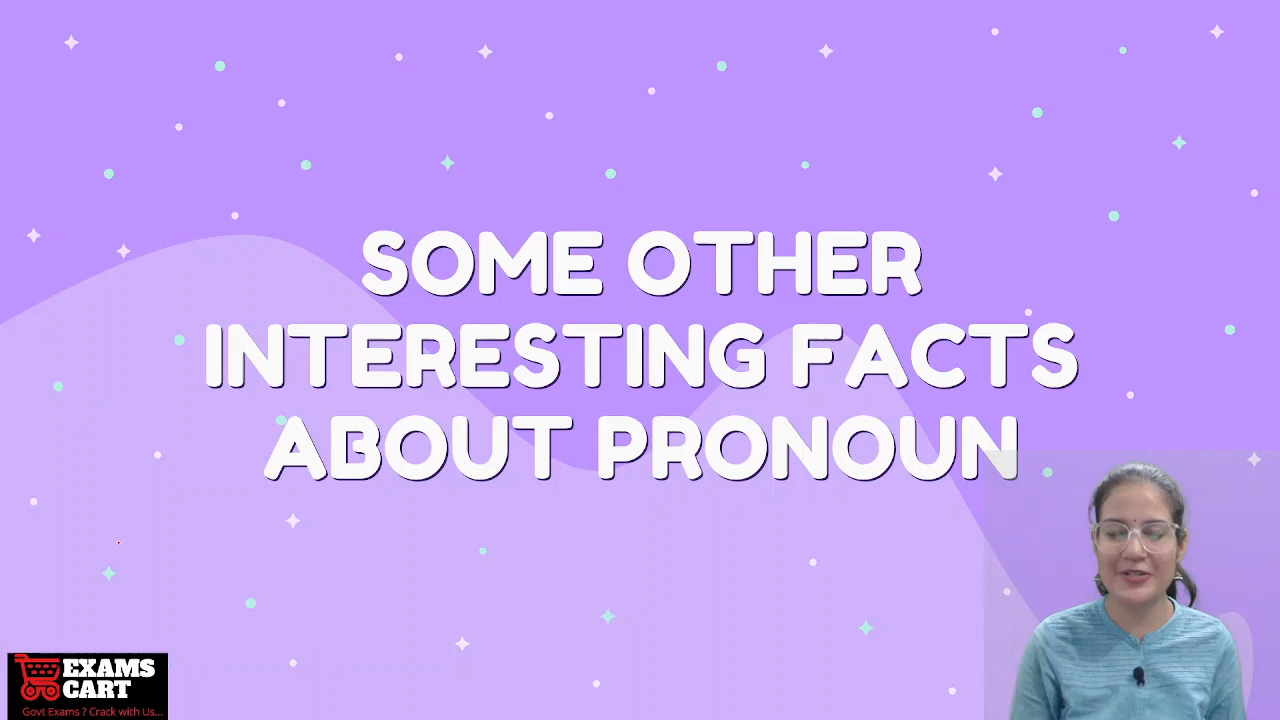 SOME OTHER
INTERESTING FACTS
ABOUT PRONOUN
EXAMS
CART
Govt Exams ? Crack with Us...